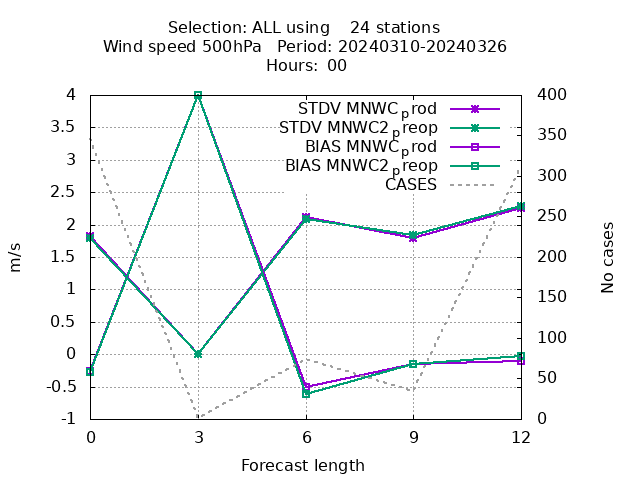 Selection: ALL using    24 stations
Wind speed 500hPa   Period: 20240310-20240326
Hours:  00
STDV MNWC_prod
STDV MNWC2_preop
BIAS MNWC_prod
BIAS MNWC2_preop
CASES
4
3.5
3
2.5
2
1.5
1
0.5
0
-0.5
-1
400
350
300
250
200
150
100
50
0
m/s
No cases
0 3 6 9 12
Forecast length